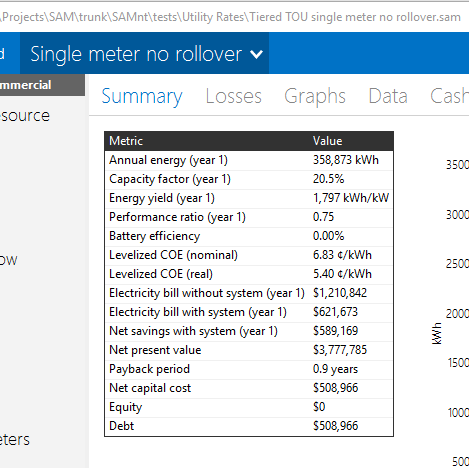 \Projects\SAM\trunk\SAMnt\tests\Utility Rates\Tiered TOU single meter no rollover.sam
d Single meter no rollover
mmercial
Summary Losses Graphs Data Cash
source
Metric Value
Annual energy (year 1) 358,873 kWh
Capacity factor (year 1) 20.5%
Energy yield (year 1) 1,797 kWh/kW
Performance ratio (year 1) 0.75
Battery efficiency 0.00%
Levelized COE (nominal) 6.83 ¢/kWh
Levelized COE (real) 5.40 ¢/kWh
Electricity bill without system (year 1) $1,210,842
Electricity bill with system (year 1) $621,673
Net savings with system (year 1) $589,169
Net present value $3,777,785
Payback period 0.9 years
Net capital cost $508,966
Equity $0
Debt $508,966
ow
eters
kWh
3500
3000
2500
2000
1500
1000
500